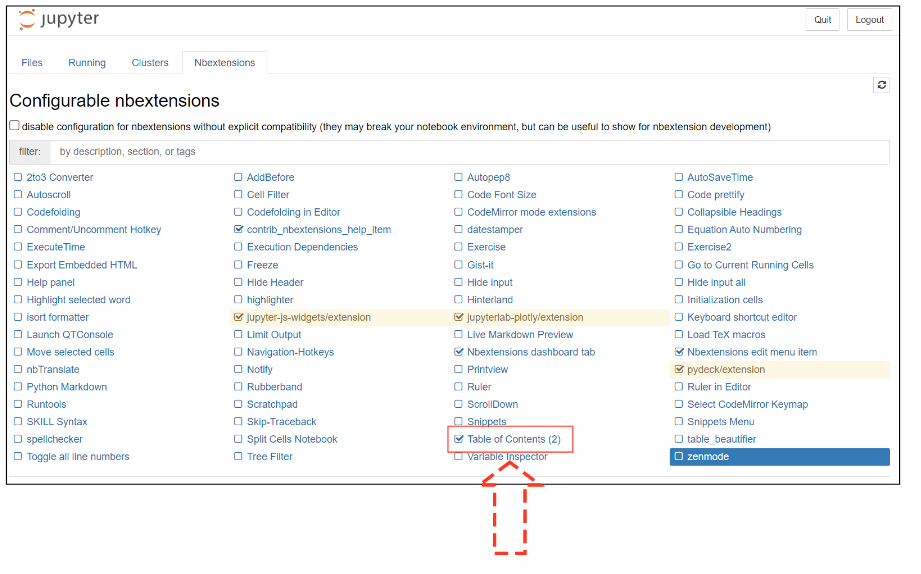 jupyter
Quit Logout
Files Running Clusters Nbextensions
Configurable nbextensions
disable configuration for nbextensions without explicit compatibility (they may break your notebook environment, but can be useful to show for nbextension development)
filter: by description, section, or tags
2to3 Converter AddBefore Autopep8 AutoSaveTime
Autoscroll Cell Filter Code Font Size Code prettify
Codefolding Codefolding in Editor CodeMirror mode extensions Collapsible Headings
Comment/Uncomment Hotkey contrib_nbextensions_help_item datestamper Equation Auto Numbering
ExecuteTime Execution Dependencies Exercise Exercise2
Export Embedded HTML Freeze Gist-it Go to Current Running Cells
Help panel Hide Header Hide input Hide input all
Highlight selected word highlighter Hinterland Initialization cells
isort formatter jupyter-js-widgets/extension jupyterlab-plotly/extension Keyboard shortcut editor
Launch QTConsole Limit Output Live Markdown Preview Load TeX macros
Move selected cells Navigation-Hotkeys Nbextensions dashboard tab Nbextensions edit menu item
nbTranslate Notify Printview pydeck/extension
Python Markdown Rubberband Ruler Ruler in Editor
Runtools Scratchpad ScrollDown Select CodeMirror Keymap
SKILL Syntax Skip-Traceback Snippets Snippets Menu
spellchecker Split Cells Notebook Table of Contents (2) table_beautifier
Toggle all line numbers Tree Filter Variable Inspector zenmode